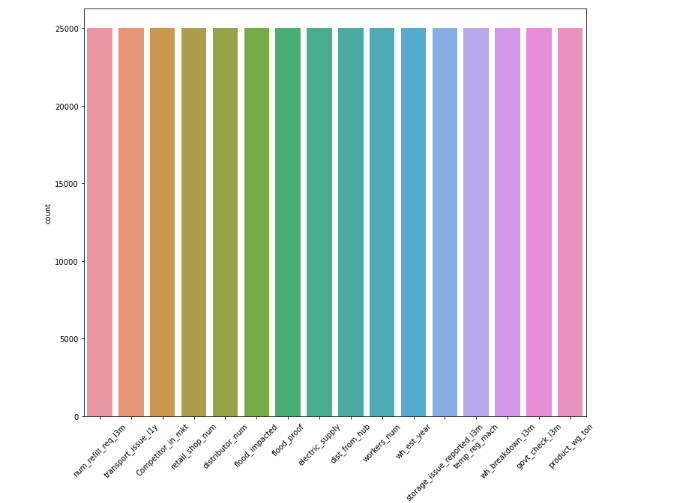 25000
20000
15000
10000
5000
0
count
num_refill_req_l3m
transport_issue_l1y
Competitor_in_mkt
retail_shop_num
distributor_num
flood_impacted
flood_proof
electric_supply
dist_from_hub
workers_num
wh_est_year
storage_issue_reported_l3m
temp_reg_mach
wh_breakdown_l3m
govt_check_l3m
product_wg_ton